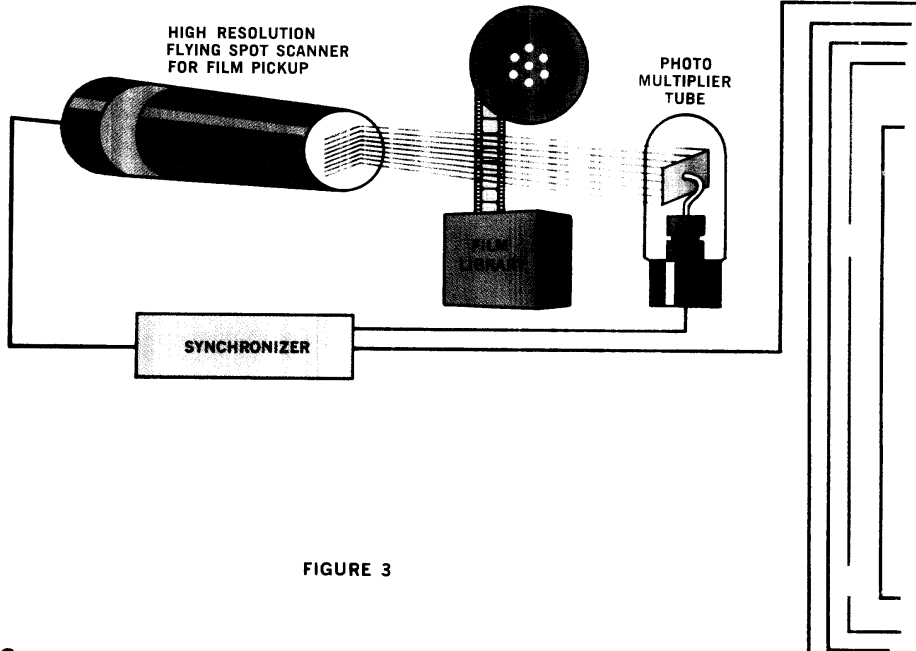 HIGH RESOLUTION
FLYING SPOT SCANNER
FOR FILM PICKUP
PHOTO
MULTIPLIER
TUBE
FILM
LIBRARY
SYNCHRONIZER
FIGURE 3